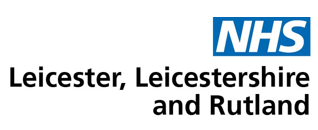 NHS
Leicester, Leicestershire
and Rutland